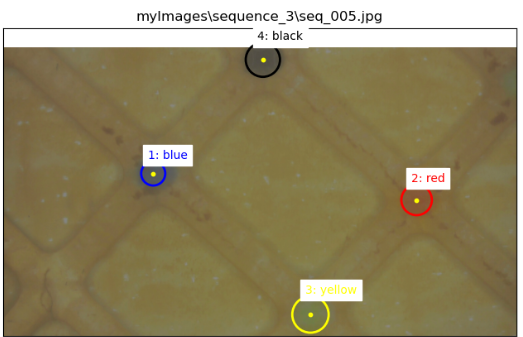 myImages\sequence_3\seq_005.jpg
4: black
1: blue
2: red
3: yellow